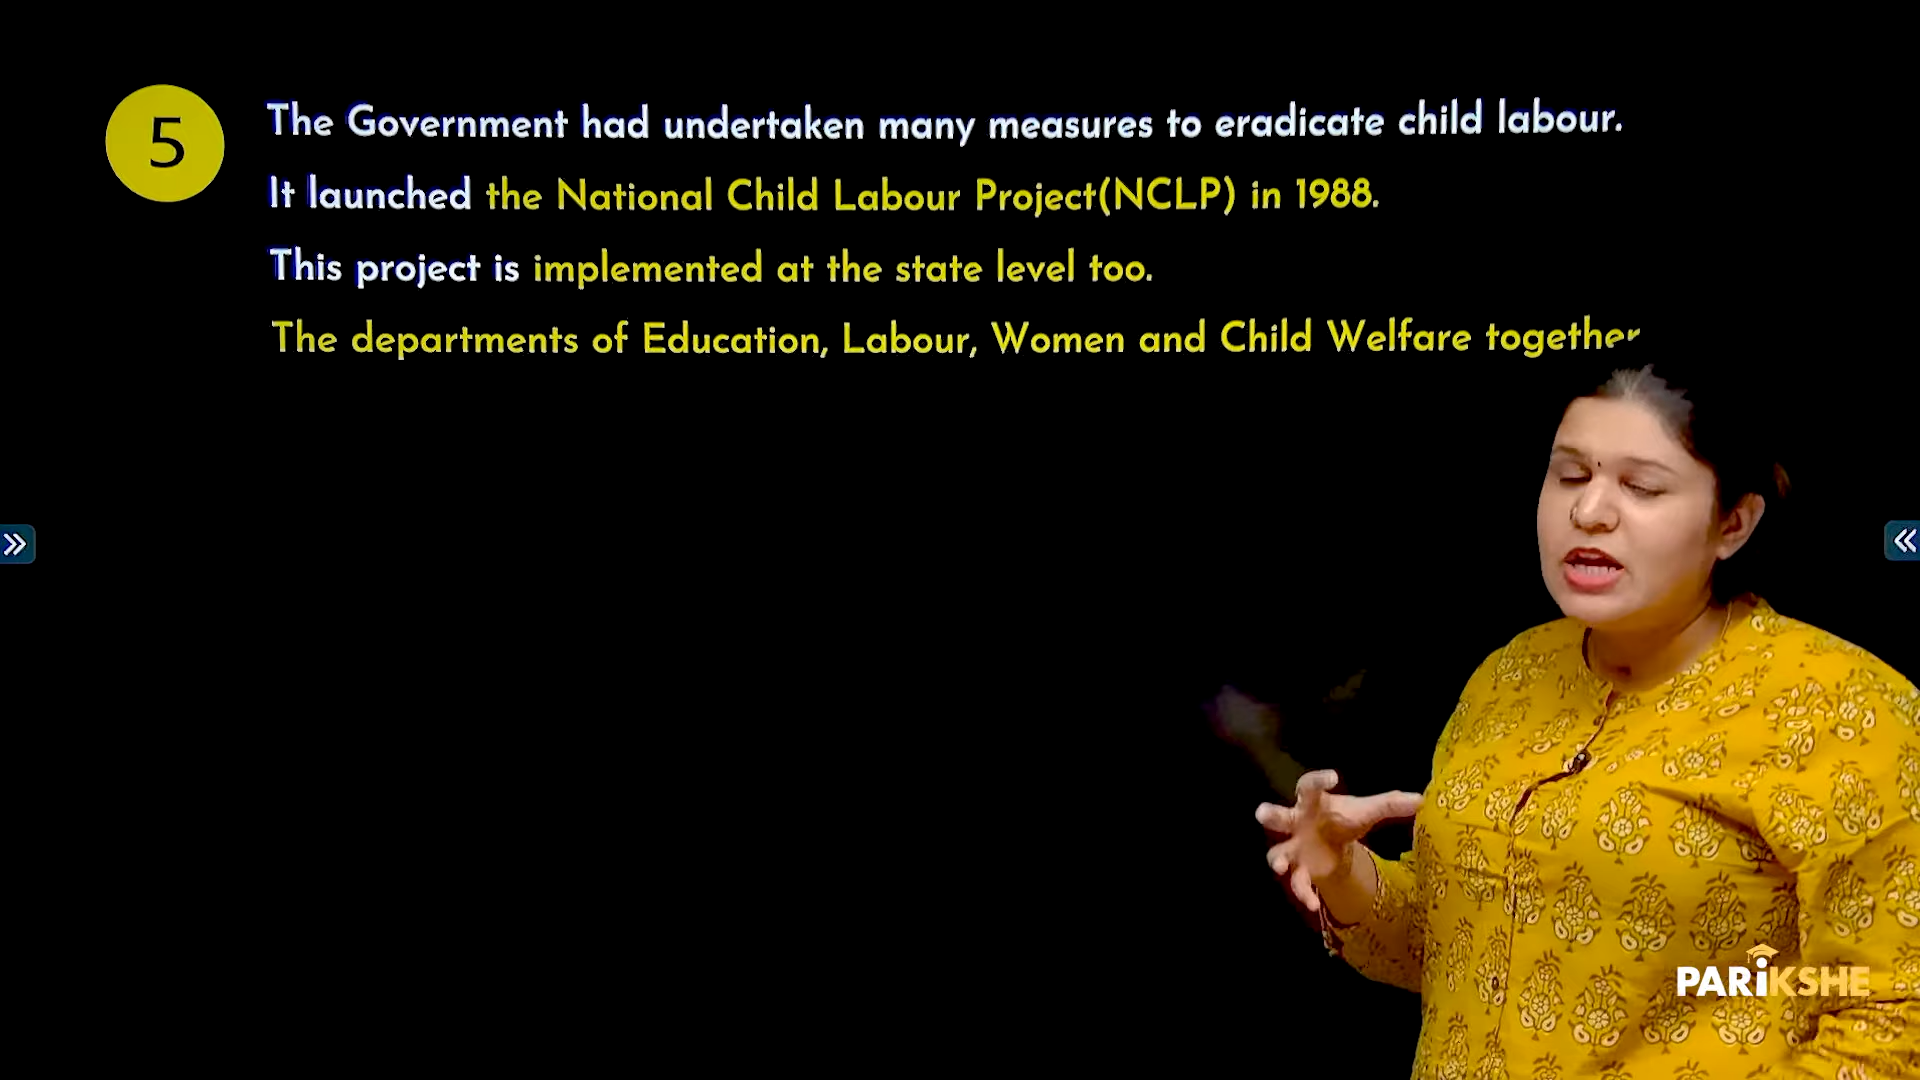 5
The Government had undertaken many measures to eradicate child labour.
It launched the National Child Labour Project(NCLP) in 1988.
This project is implemented at the state level too.
The departments of Education, Labour, Women and Child Welfare together
PARiKSHE